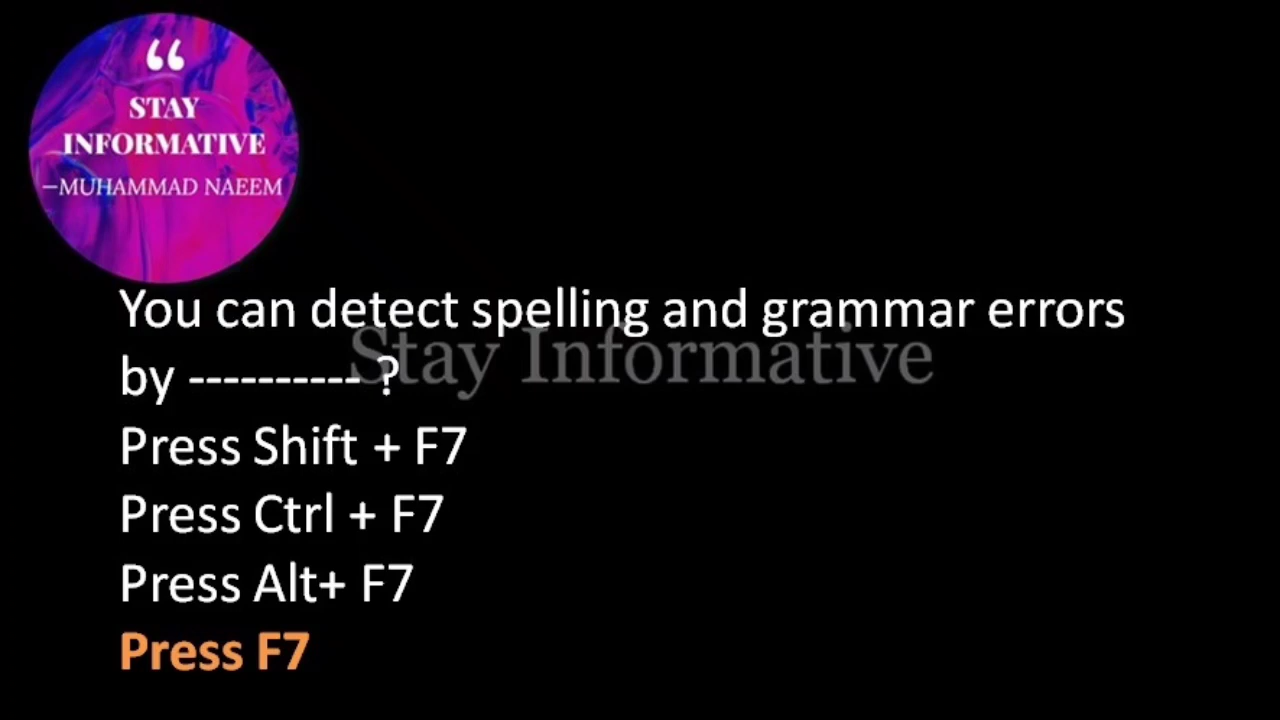 “
STAY
INFORMATIVE
—MUHAMMAD NAEEM
You can detect spelling and grammar errors
by ---------- ?
Stay Informative
Press Shift + F7
Press Ctrl + F7
Press Alt+ F7
Press F7